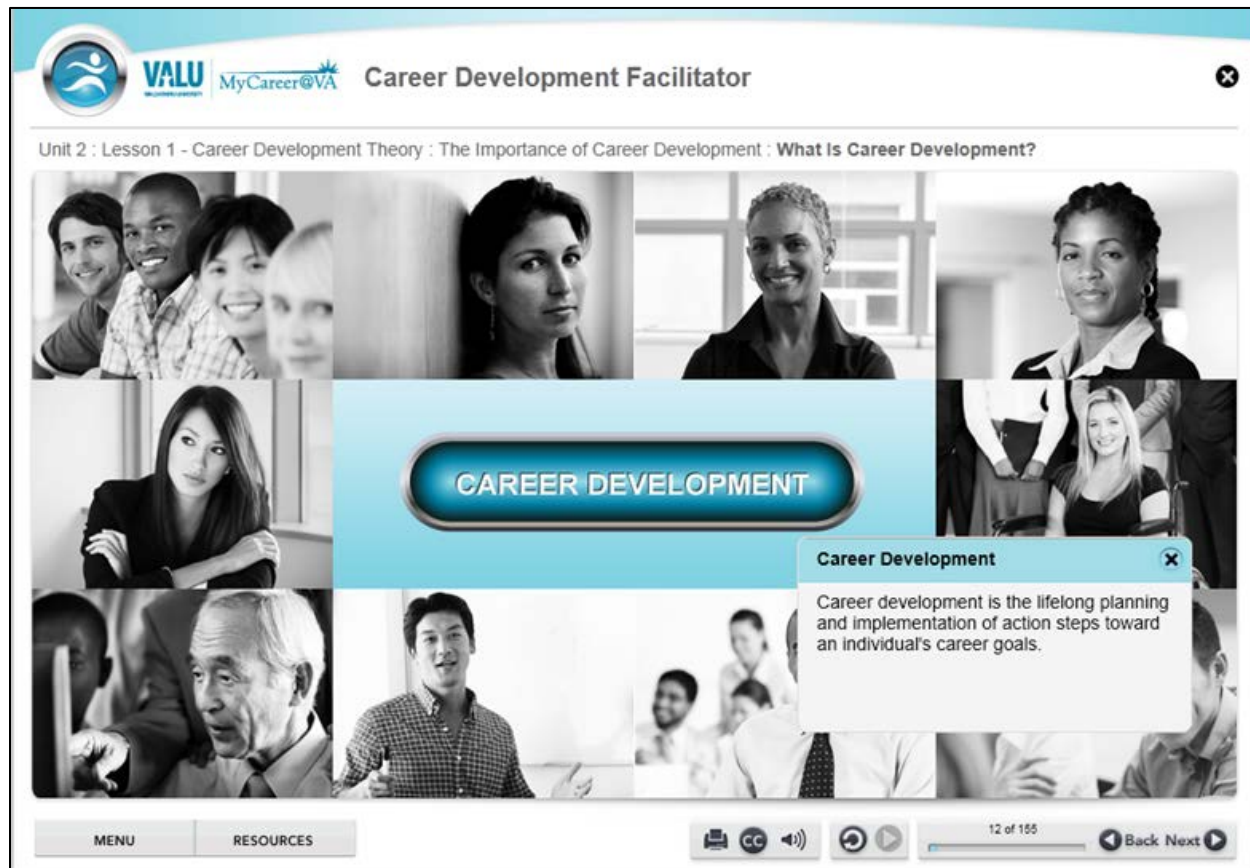 VALU
MyCareer@VA
Career Development Facilitator
Unit 2 : Lesson 1 - Career Development Theory : The Importance of Career Development : What Is Career Development?
CAREER DEVELOPMENT
Career Development
Career development is the lifelong planning
and implementation of action steps toward
an individual's career goals.
MENU
RESOURCES
CC
12 of 155
Back Next